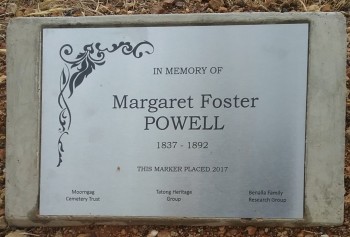 IN MEMORY OF
Margaret Foster
POWELL
1837 - 1892
THIS MARKER PLACED 2017
Moorngag
Cemetery Trust
Tatong Heritage
Group
Benalla Family
Research Group